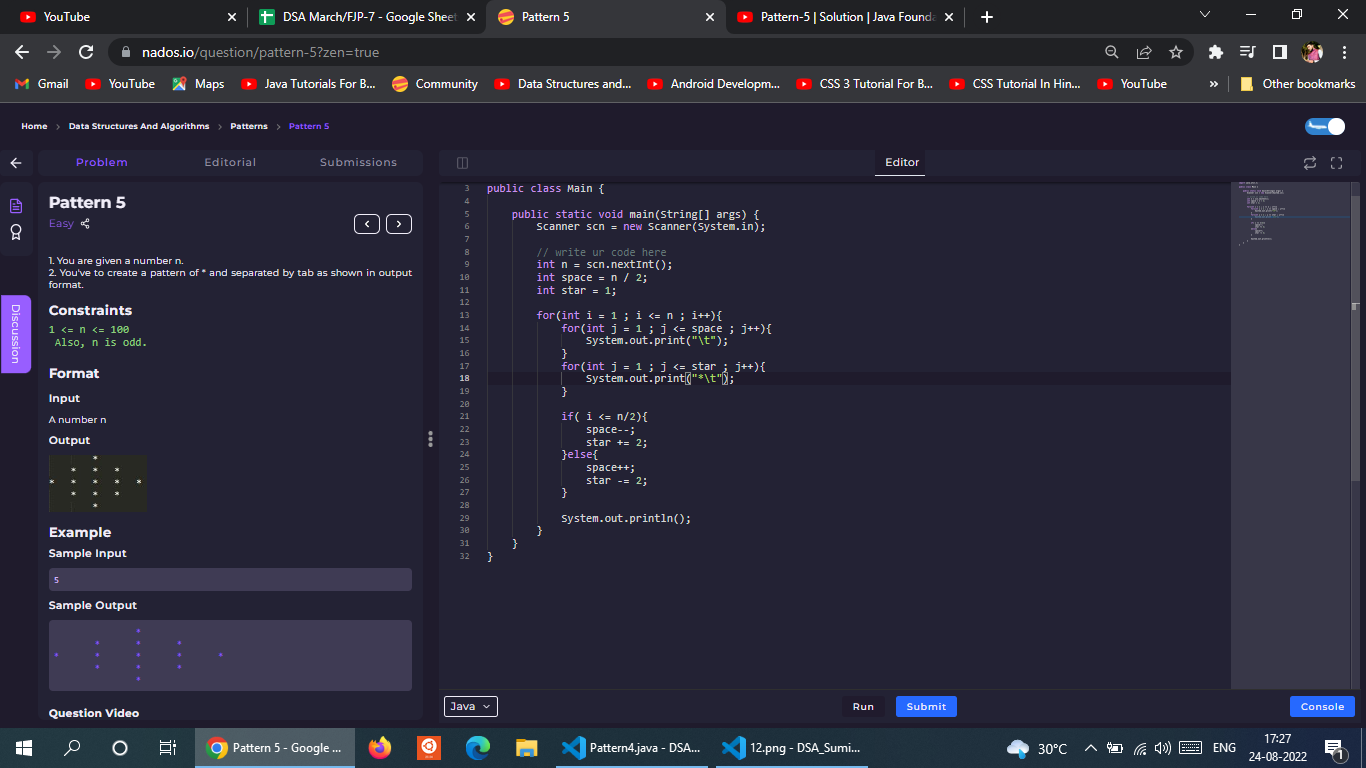 YouTube
DSA March/FJP-7 - Google Sheet
Pattern 5
Pattern-5 | Solution | Java Founda
nados.io/question/pattern-5?zen=true
Gmail
YouTube
Maps
Java Tutorials For B...
Community
Data Structures and...
Android Developm...
CSS 3 Tutorial For B...
CSS Tutorial In Hin...
YouTube
»
Other bookmarks
Home > Data Structures And Algorithms > Patterns > Pattern 5
Problem
Editorial
Submissions
Editor
Discussion
Pattern 5
Easy
1. You are given a number n.
2. You've to create a pattern of * and separated by tab as shown in output
format.
Constraints
1 <= n <= 100
Also, n is odd.
Format
Input
A number n
Output
*
* * *
* * * * *
* * *
*
Example
Sample Input
5
Sample Output
*
* * *
* * * * *
* * *
*
Question Video
3 public class Main {
4
5 public static void main(String[] args) {
6 Scanner scn = new Scanner(System.in);
7
8 // write ur code here
9 int n = scn.nextInt();
10 int space = n / 2;
11 int star = 1;
12
13 for(int i = 1 ; i <= n ; i++){
14 for(int j = 1 ; j <= space ; j++){
15 System.out.print("\t");
16 }
17 for(int j = 1 ; j <= star ; j++){
18 System.out.print("*\t");
19 }
20
21 if( i <= n/2){
22 space--;
23 star += 2;
24 }else{
25 space++;
26 star -= 2;
27 }
28
29 System.out.println();
30 }
31 }
32 }
Java
Run
Submit
Console
Pattern 5 - Google ...
Pattern4.java - DSA...
12.png - DSA_Sumi...
30°C
ENG
17:27
24-08-2022
1